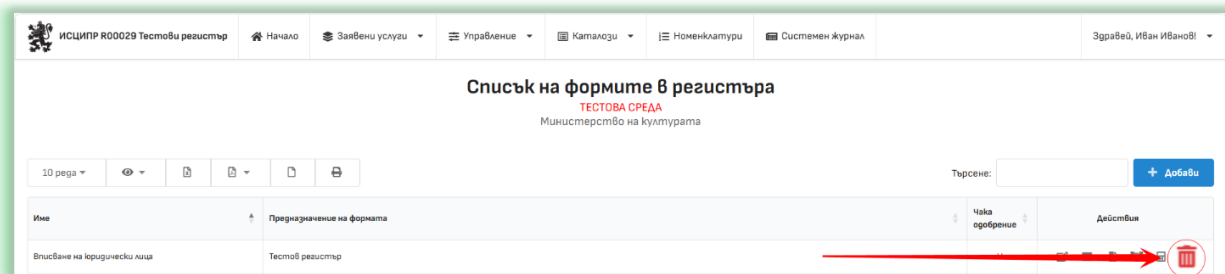 ИСЦИПР R00029 Тестови регистър Начало Заявени услуги Управление Каталози Номенклатури Системен журнал Здравей, Иван Иванов!
Списък на формите в регистъра
ТЕСТОВА СРЕДА
Министерство на културата
10 реда Търсене: + Добави
Име Предназначение на формата Чака одобрение Действия
Вписване на юридически лица Тестов регистър